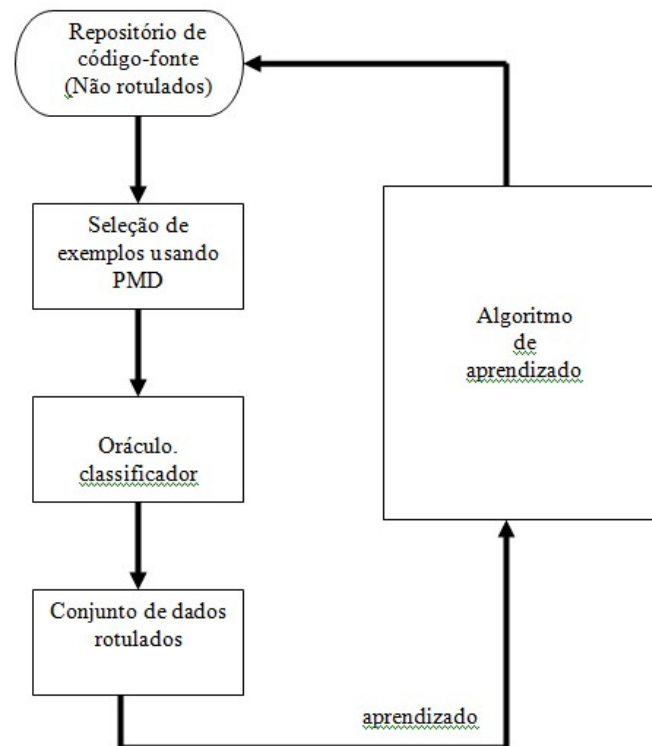 Repositório de
código-fonte
(Não rotulados)
Seleção de
exemplos usando
PMD
Oráculo.
classificador
Conjunto de dados
rotulados
aprendizado
Algoritmo
de
aprendizado